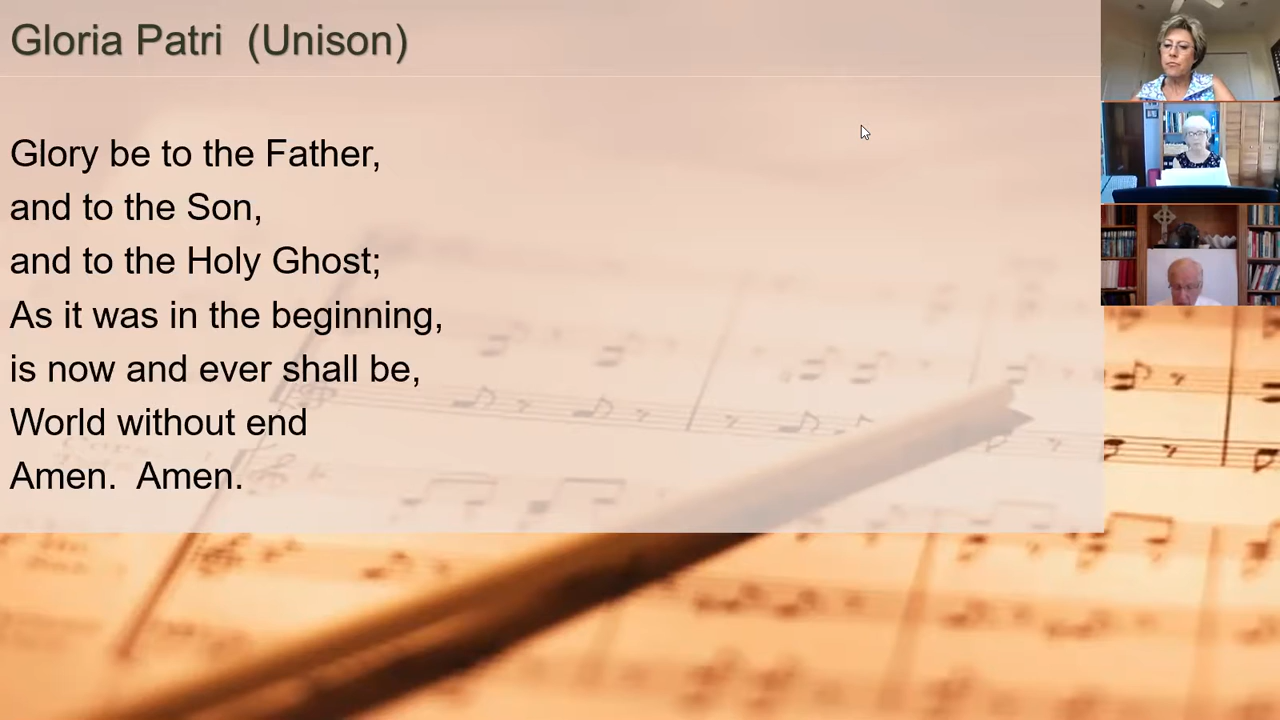 Gloria Patri  (Unison)
Glory be to the Father,
and to the Son,
and to the Holy Ghost;
As it was in the beginning,
is now and ever shall be,
World without end
Amen.  Amen.